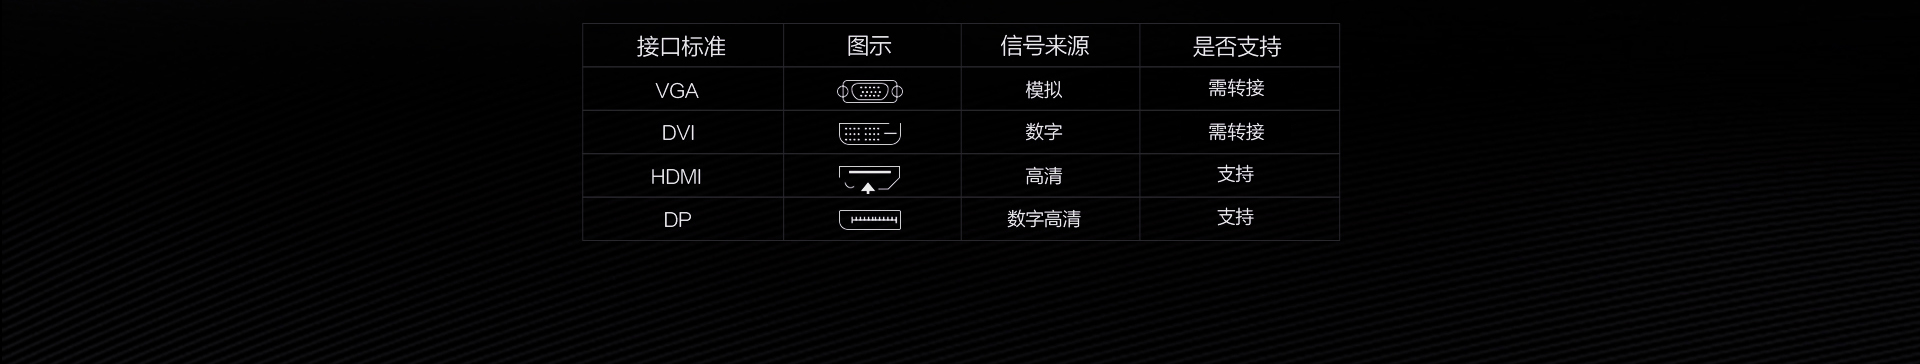 接口标准 图示 信号来源 是否支持
VGA 模拟 需转接
DVI 数字 需转接
HDMI 高清 支持
DP 数字高清 支持